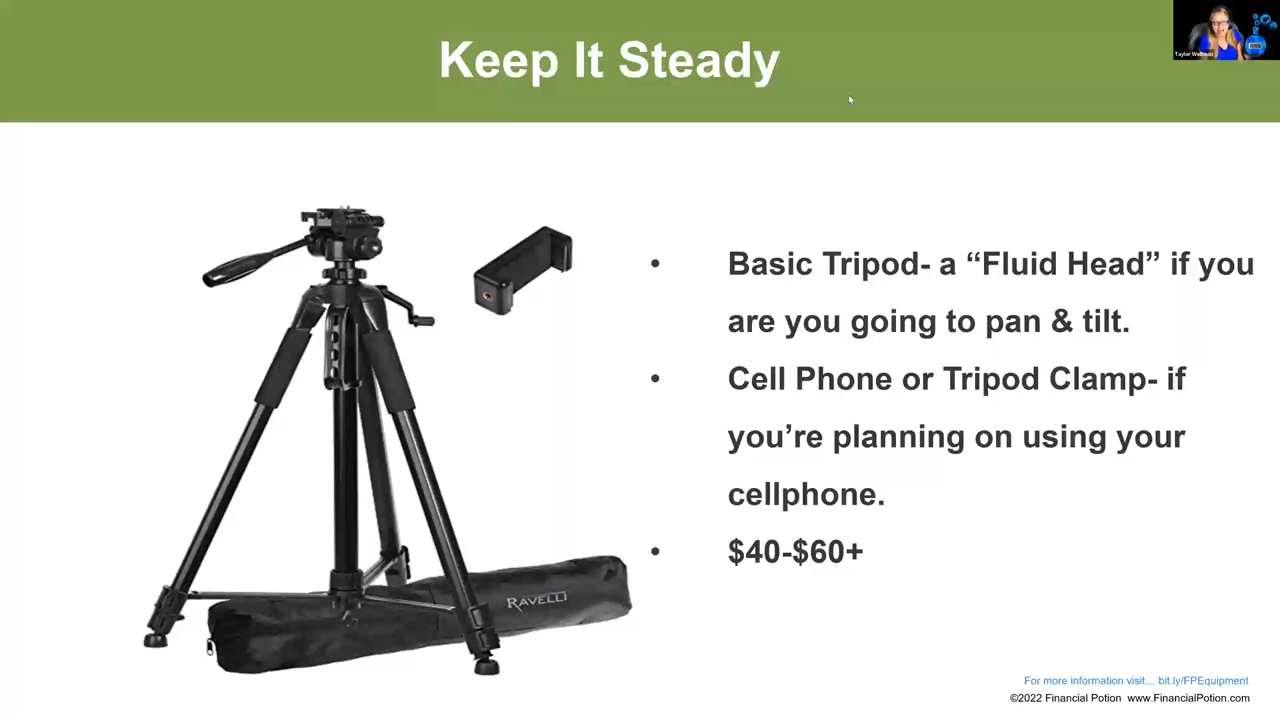 Keep It Steady
Taylor Wellman
• Basic Tripod- a “Fluid Head” if you
are you going to pan & tilt.
• Cell Phone or Tripod Clamp- if
you’re planning on using your
cellphone.
• $40-$60+
RAVELLI
For more information visit... bit.ly/FPEquipment
©2022 Financial Potion www.FinancialPotion.com